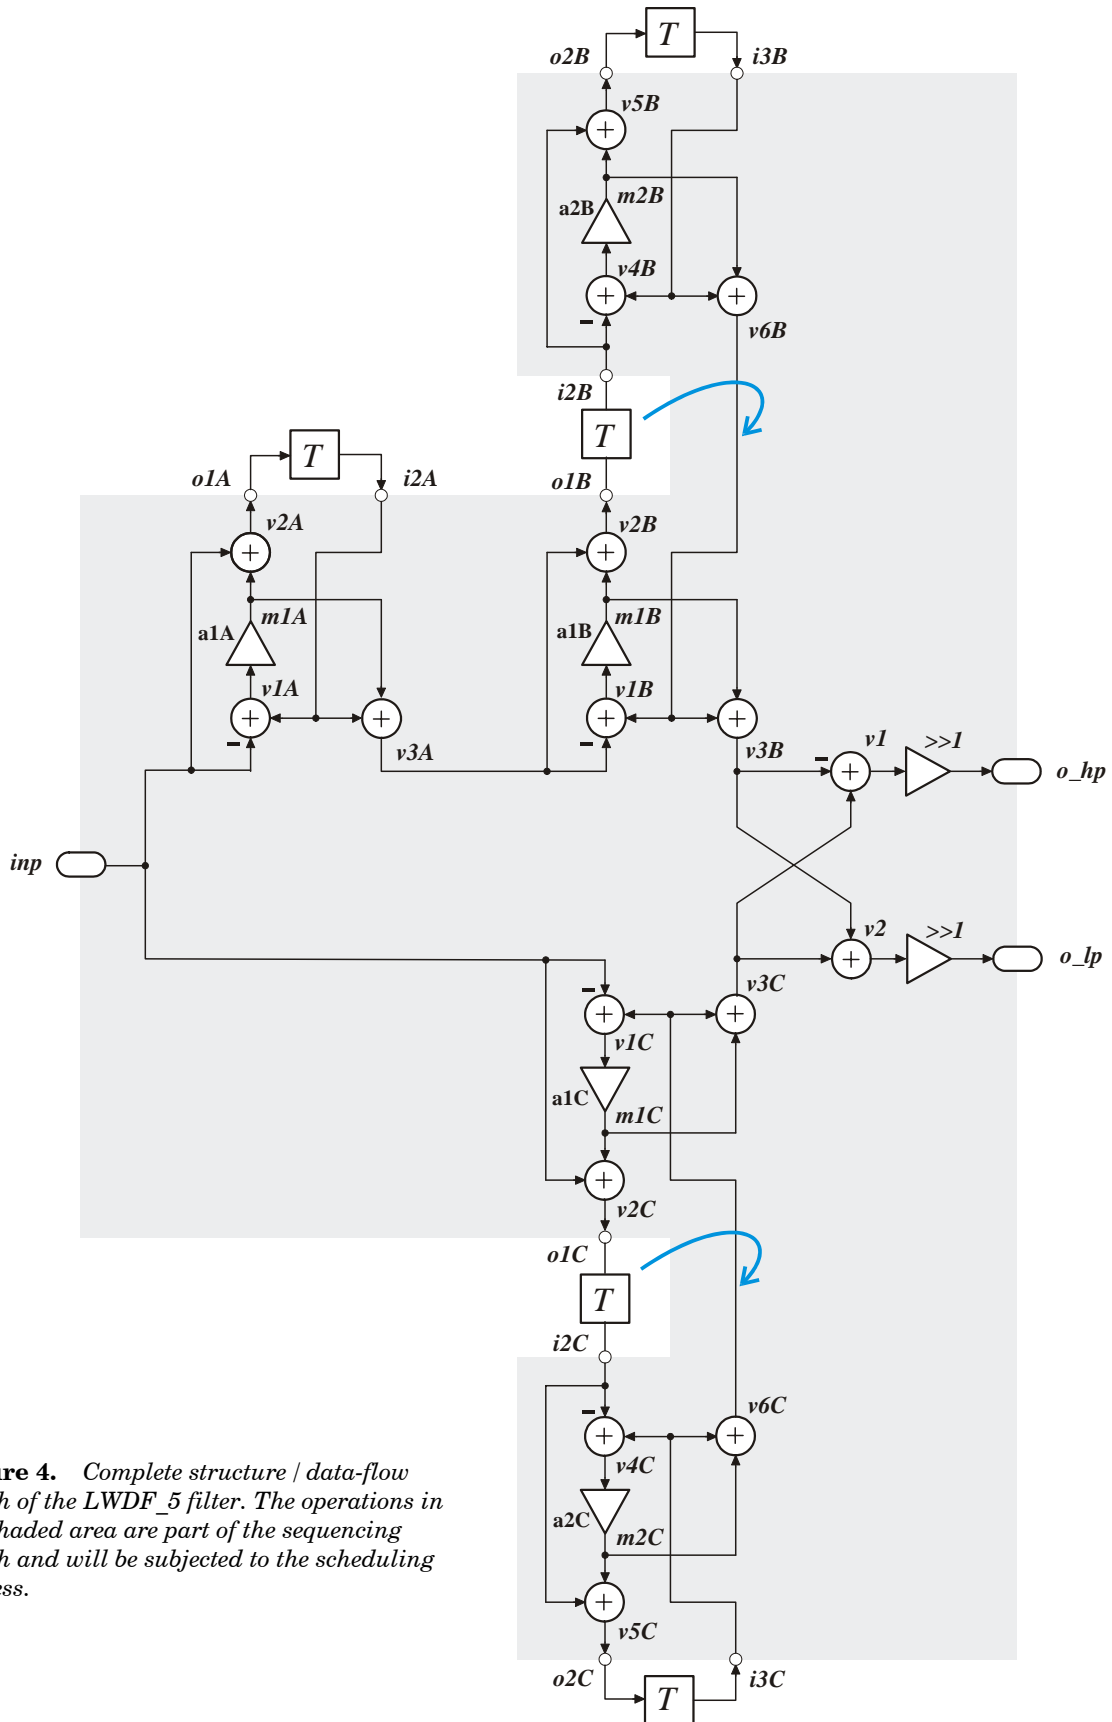 T
o2B
i3B
v5B
+
m2B
a2B
v4B
+
+
v6B
i2B
T
T
o1A
i2A
o1B
v2A
v2B
+
+
m1A
m1B
a1A
a1B
v1A
v1B
+
+
+
+
v3A
v3B
v1
>>1
+
o_hp
inp
v2
>>1
+
o_lp
v3C
+
+
v1C
a1C
m1C
+
v2C
o1C
T
i2C
v6C
+
+
v4C
a2C
m2C
+
v5C
o2C
i3C
T
ure 4. Complete structure / data-flow
h of the LWDF_5 filter. The operations in
haded area are part of the sequencing
h and will be subjected to the scheduling
ess.